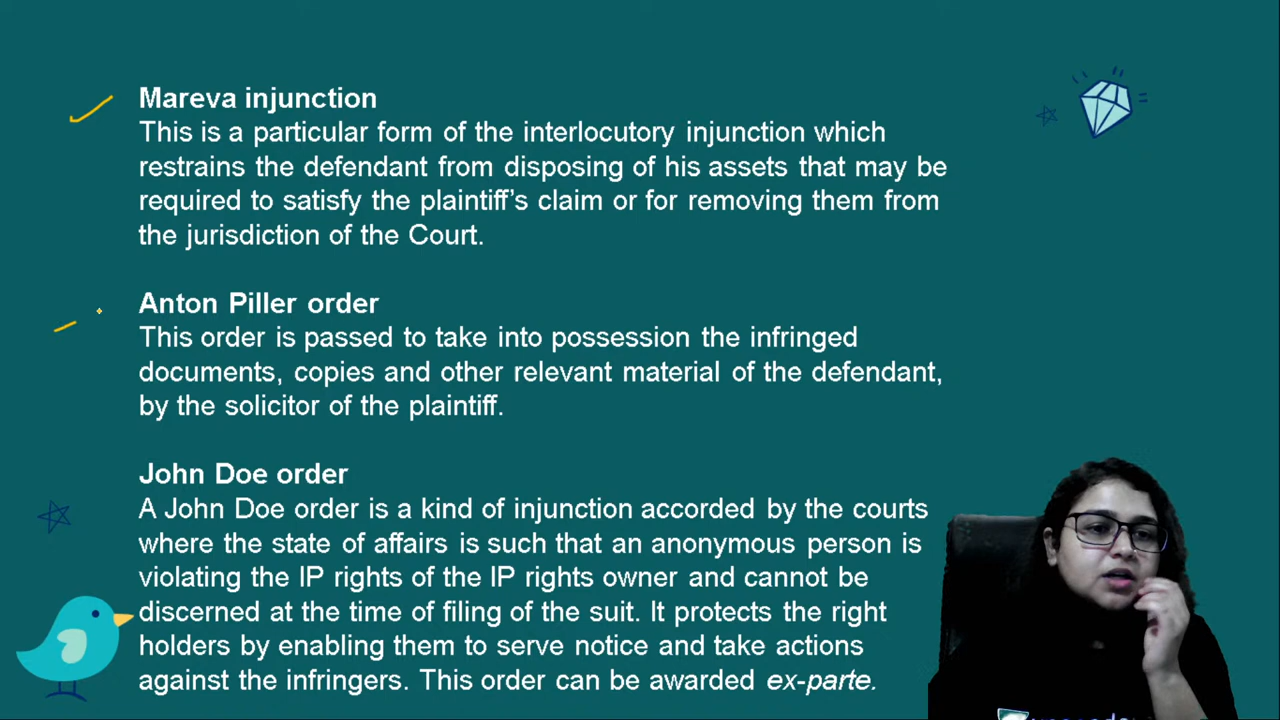 Mareva injunction
This is a particular form of the interlocutory injunction which
restrains the defendant from disposing of his assets that may be
required to satisfy the plaintiff's claim or for removing them from
the jurisdiction of the Court.
Anton Piller order
This order is passed to take into possession the infringed
documents, copies and other relevant material of the defendant,
by the solicitor of the plaintiff.
John Doe order
A John Doe order is a kind of injunction accorded by the courts
where the state of affairs is such that an anonymous person is
violating the IP rights of the IP rights owner and cannot be
discerned at the time of filing of the suit. It protects the right
holders by enabling them to serve notice and take actions
against the infringers. This order can be awarded ex-parte.